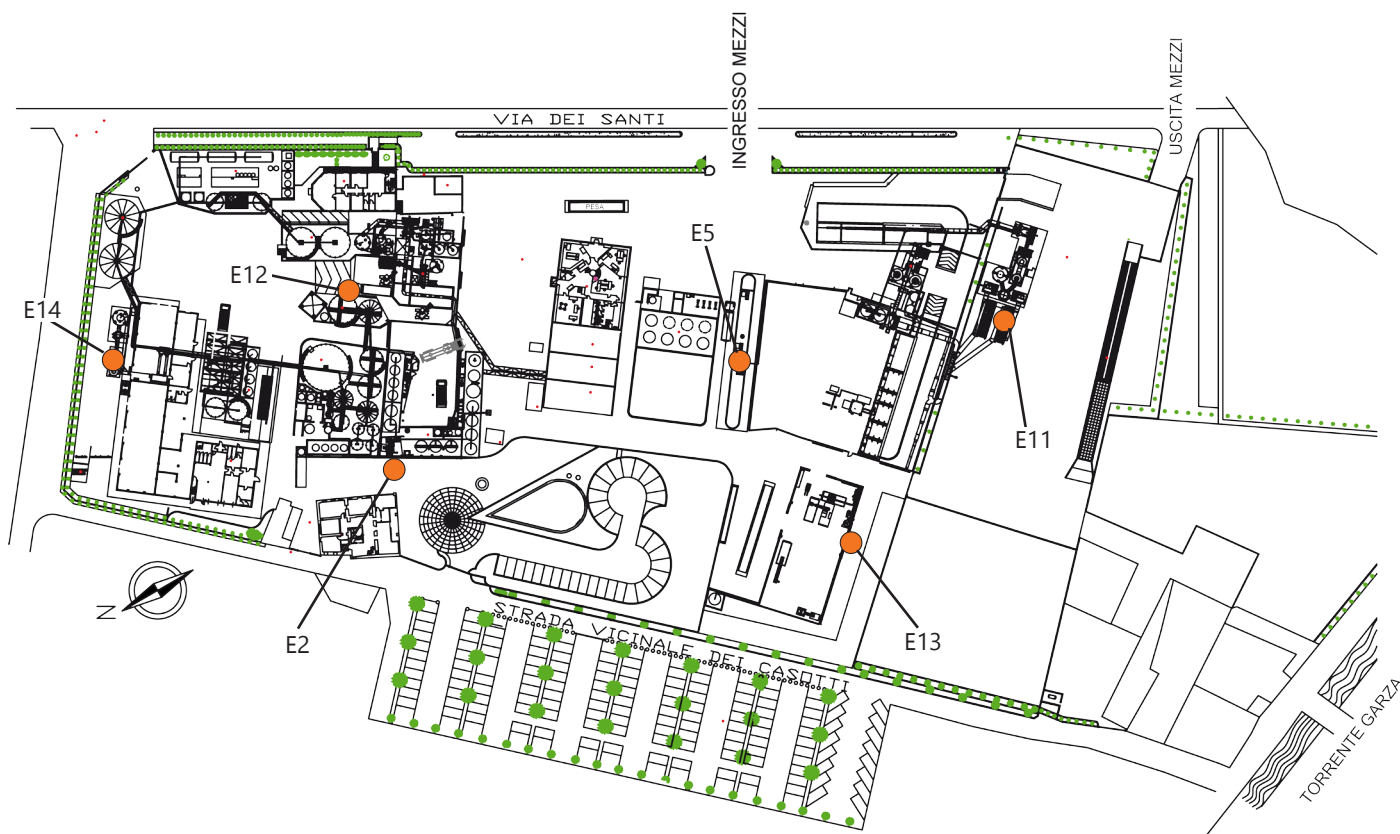 INGRESSO MEZZI
USCITA MEZZI
VIA DEI SANTI
PESA
E5
E12
E14
E11
E2
E13
N
STRADA VICINALE DEI CASOTTI
TORRENTE GARZA